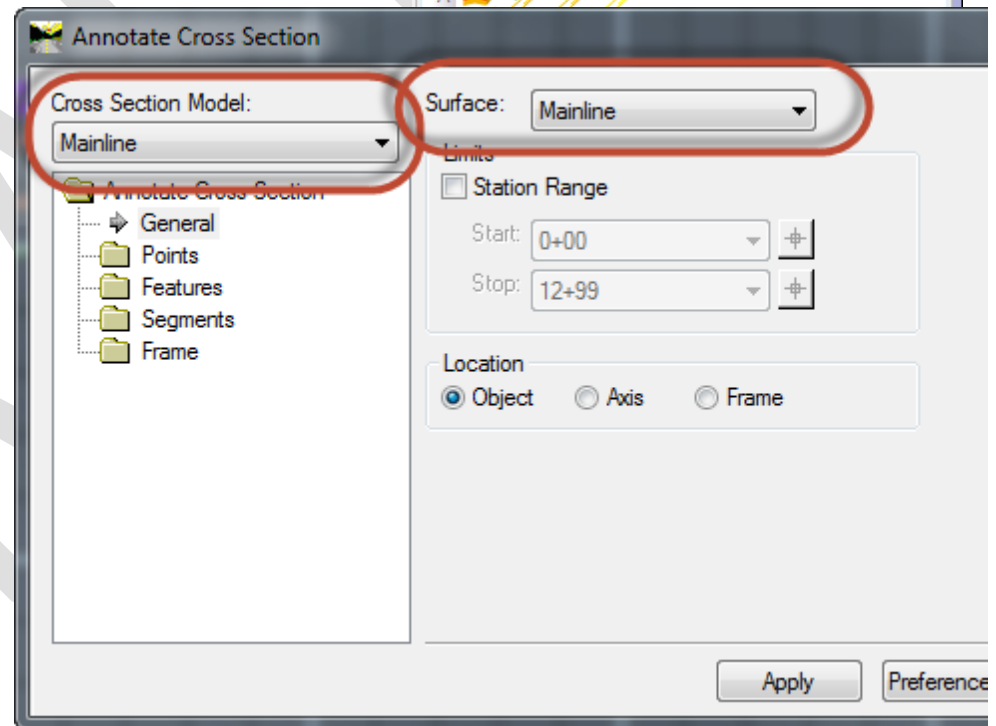 Annotate Cross Section
Cross Section Model:
Mainline
Annotate Cross Section
General
Points
Features
Segments
Frame
Surface: Mainline
Limits
Station Range
Start: 0+00
Stop: 12+99
Location
Object Axis Frame
Apply Preference